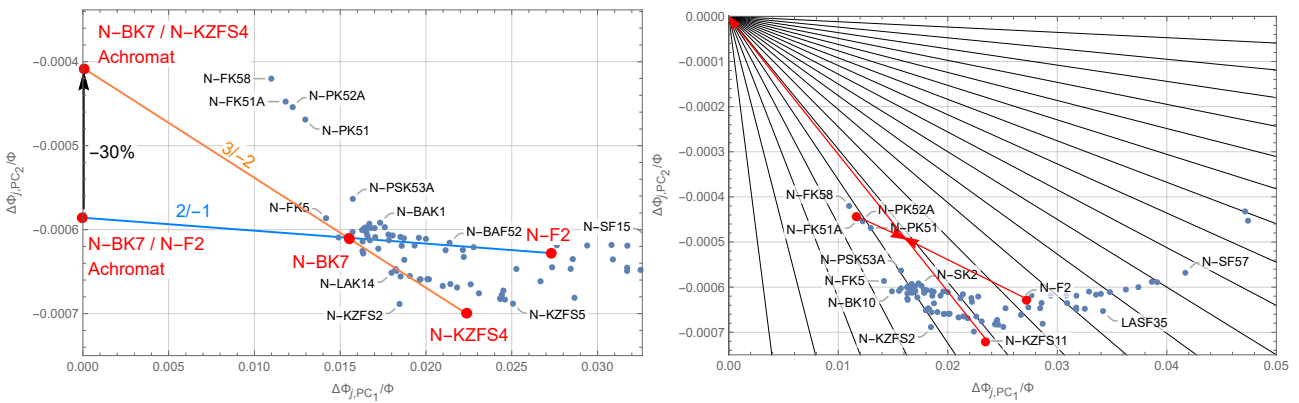 N−BK7 / N−KZFS4
Achromat
−0.0004
N−FK58
N−FK51A
N−PK52A
N−PK51
−0.0005
−30%
3/−2
N−PSK53A
N−FK5
N−BAK1
2/−1
−0.0006
N−BAF52
N−F2
N−SF15
N−BK7 / N−F2
Achromat
N−BK7
N−LAK14
N−KZFS2
N−KZFS5
−0.0007
N−KZFS4
0.000
0.005
0.010
0.015
0.020
0.025
0.030
ΔΦj,PC1/Φ
ΔΦj,PC2/Φ
0.0000
−0.0001
−0.0002
−0.0003
−0.0004
−0.0005
−0.0006
−0.0007
N−FK58
N−PK52A
N−FK51A
N−PK51
N−PSK53A
N−SK2
N−SF57
N−FK5
N−F2
N−BK10
LASF35
N−KZFS2
N−KZFS11
0.00
0.01
0.02
0.03
0.04
0.05
ΔΦj,PC1/Φ
ΔΦj,PC2/Φ